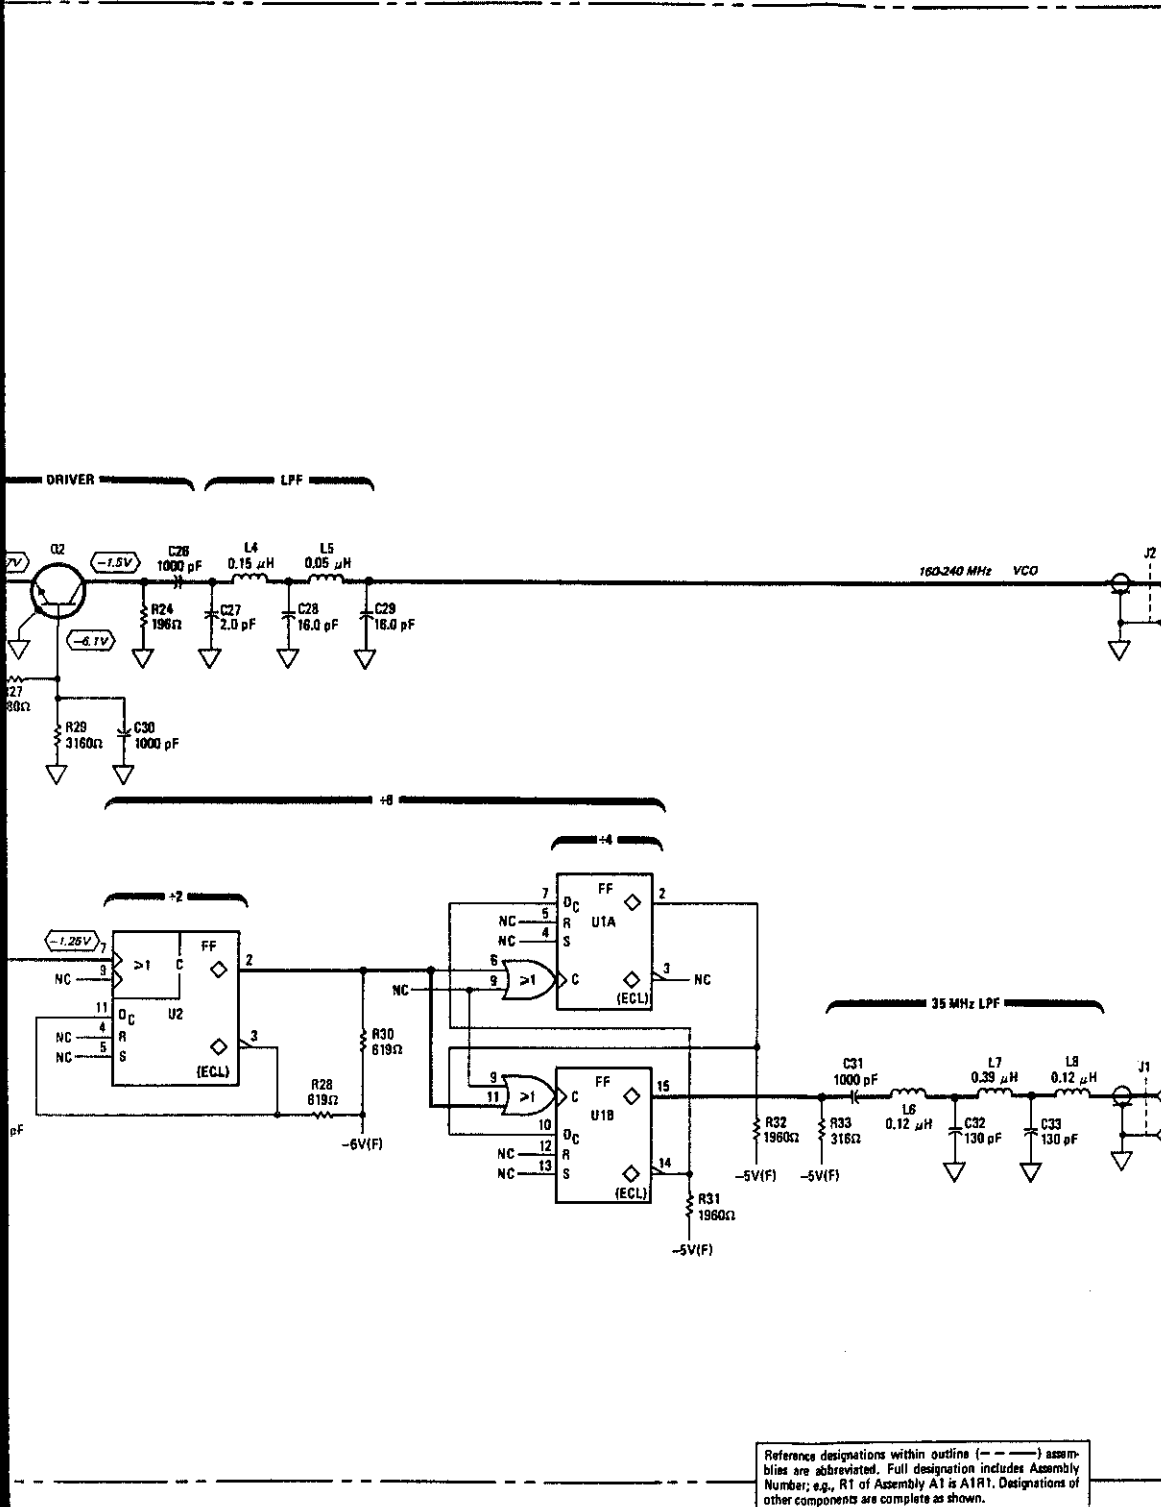 DRIVER
LPF
7V
Q2
-1.5V
C26
1000 pF
L4
0.15 µH
L5
0.05 µH
160-240 MHz VCO
J2
R24
196Ω
C27
2.0 pF
C28
16.0 pF
C29
16.0 pF
-6.1V
R29
3160Ω
C30
1000 pF
÷4
÷2
FF
U1A
7
D C
5
R
4
S
NC
NC
2
3
NC
6
9
≥1
C
(ECL)
NC
-1.25V
7
9
NC
≥1
C
FF
2
11
D C
U2
4
R
5
S
NC
NC
3
(ECL)
R30
619Ω
R28
619Ω
-6V(F)
pF
9
11
≥1
C
FF
15
U1B
10
D C
12
R
13
S
NC
NC
14
(ECL)
R31
1960Ω
-5V(F)
R32
1960Ω
-5V(F)
R33
316Ω
-5V(F)
35 MHz LPF
C31
1000 pF
L6
0.12 µH
L7
0.39 µH
L8
0.12 µH
J1
C32
130 pF
C33
130 pF
Reference designations within outline (— — ——) assem-
blies are abbreviated. Full designation includes Assembly
Number; e.g., R1 of Assembly A1 is A1R1. Designations of
other components are complete as shown.